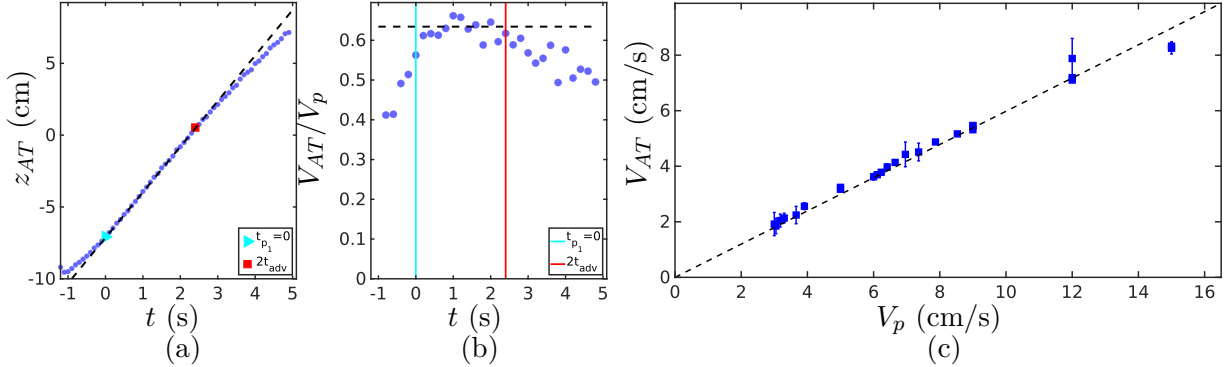 z_AT (cm)
5
0
-5
-10
-1 0 1 2 3 4 5
t_p_1=0
2t_adv
t (s)
(a)
V_AT/V_p
0.6
0.5
0.4
0.3
0.2
0.1
0
-1 0 1 2 3 4 5
t_p_1=0
2t_adv
t (s)
(b)
V_AT (cm/s)
8
6
4
2
0
0 2 4 6 8 10 12 14 16
V_p (cm/s)
(c)